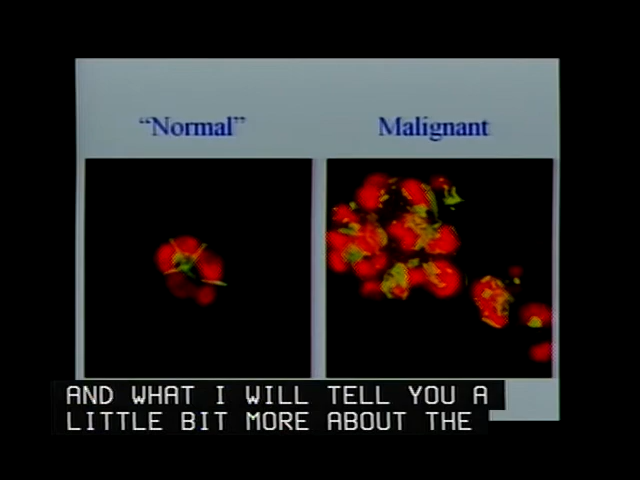 “Normal”
Malignant
AND WHAT I WILL TELL YOU A
LITTLE BIT MORE ABOUT THE